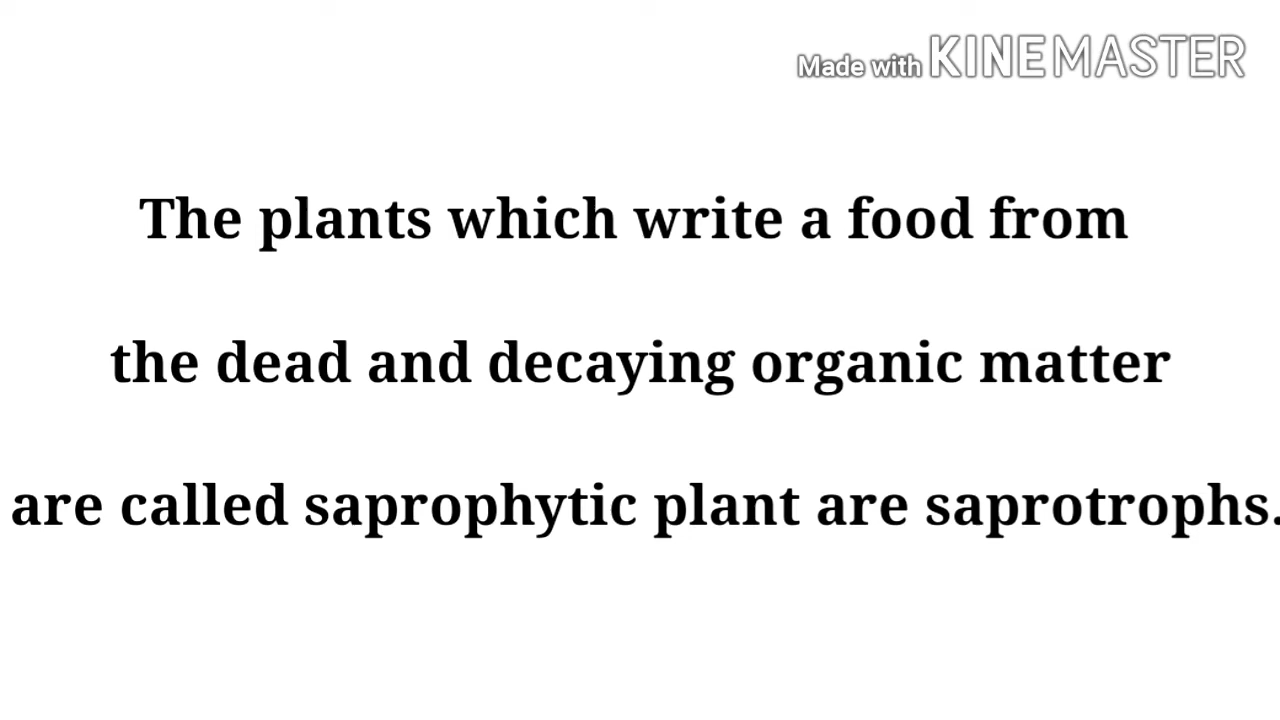 Made with KINEMASTER
The plants which write a food from
the dead and decaying organic matter
are called saprophytic plant are saprotrophs.